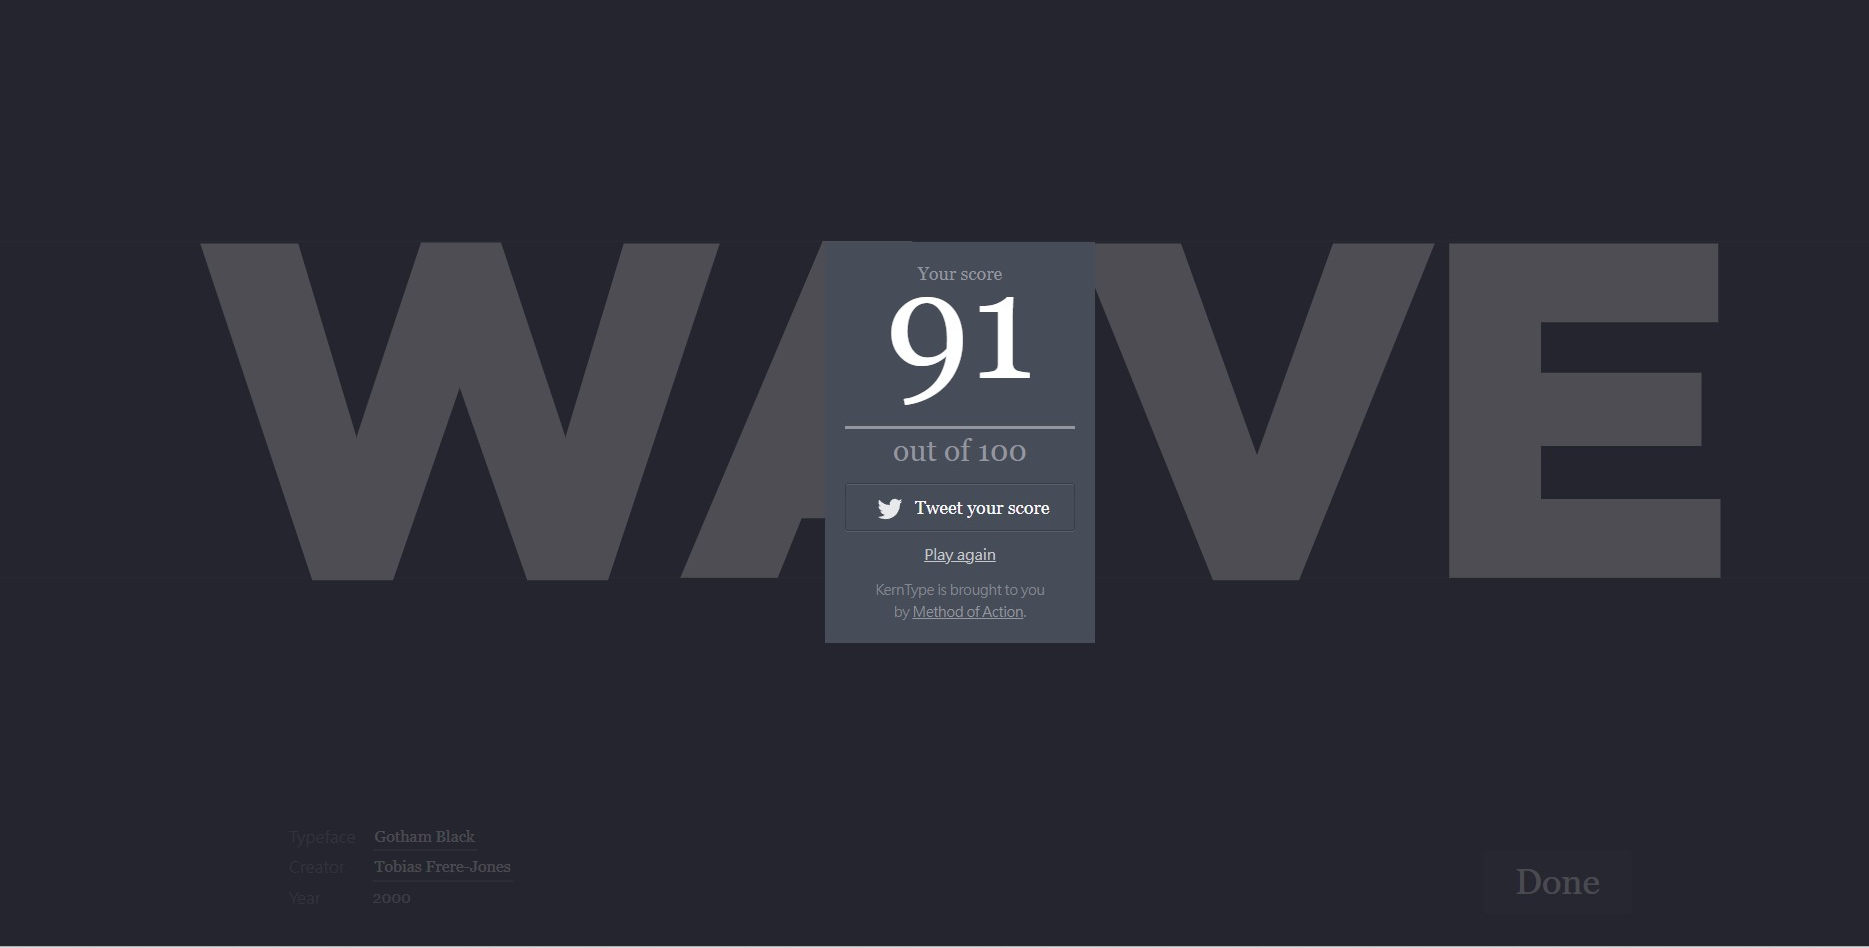 WAVE
Your score
91
out of 100
Tweet your score
Play again
KernType is brought to you
by Method of Action.
Typeface Gotham Black
Creator Tobias Frere-Jones
Year 2000
Done